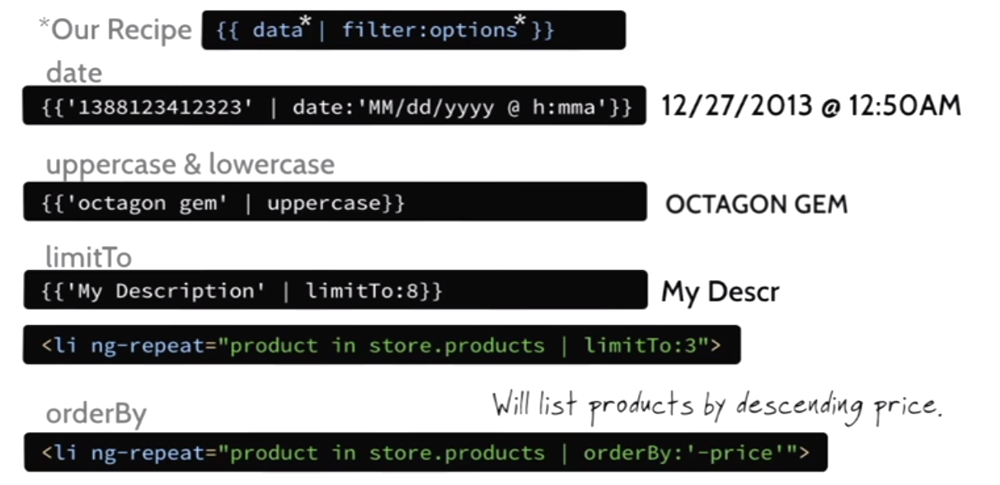 *Our Recipe {{ data* | filter:options* }}
date
{{'1388123412323' | date:'MM/dd/yyyy @ h:mma'}} 12/27/2013 @ 12:50AM
uppercase & lowercase
{{'octagon gem' | uppercase}} OCTAGON GEM
limitTo
{{'My Description' | limitTo:8}} My Descr
<li ng-repeat="product in store.products | limitTo:3">
orderBy Will list products by descending price.
<li ng-repeat="product in store.products | orderBy:'-price'">